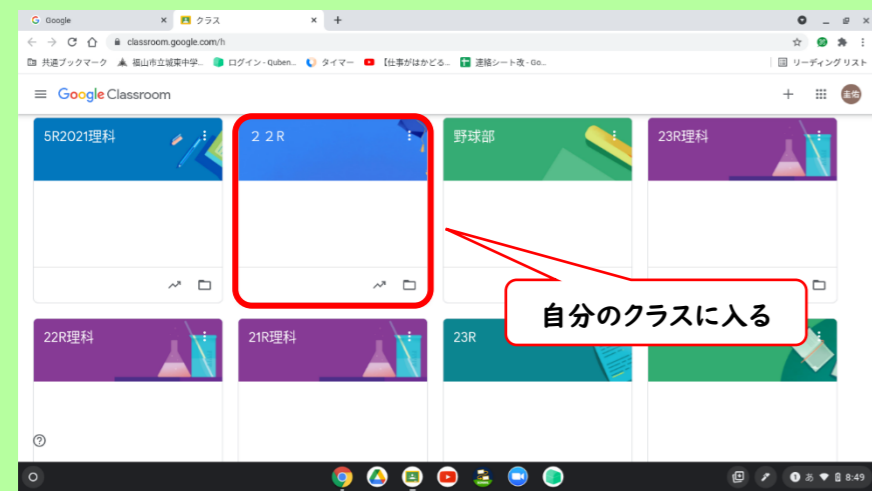 Google
クラス
classroom.google.com/h
共通ブックマーク
福山市立城東中学...
ログイン - Quben...
タイマー
【仕事がはかどる...
連絡シート改 - Go...
リーディング リスト
Google Classroom
圭佑
5R2021理科
２２R
野球部
23R理科
自分のクラスに入る
22R理科
21R理科
23R
1 あ 8:49